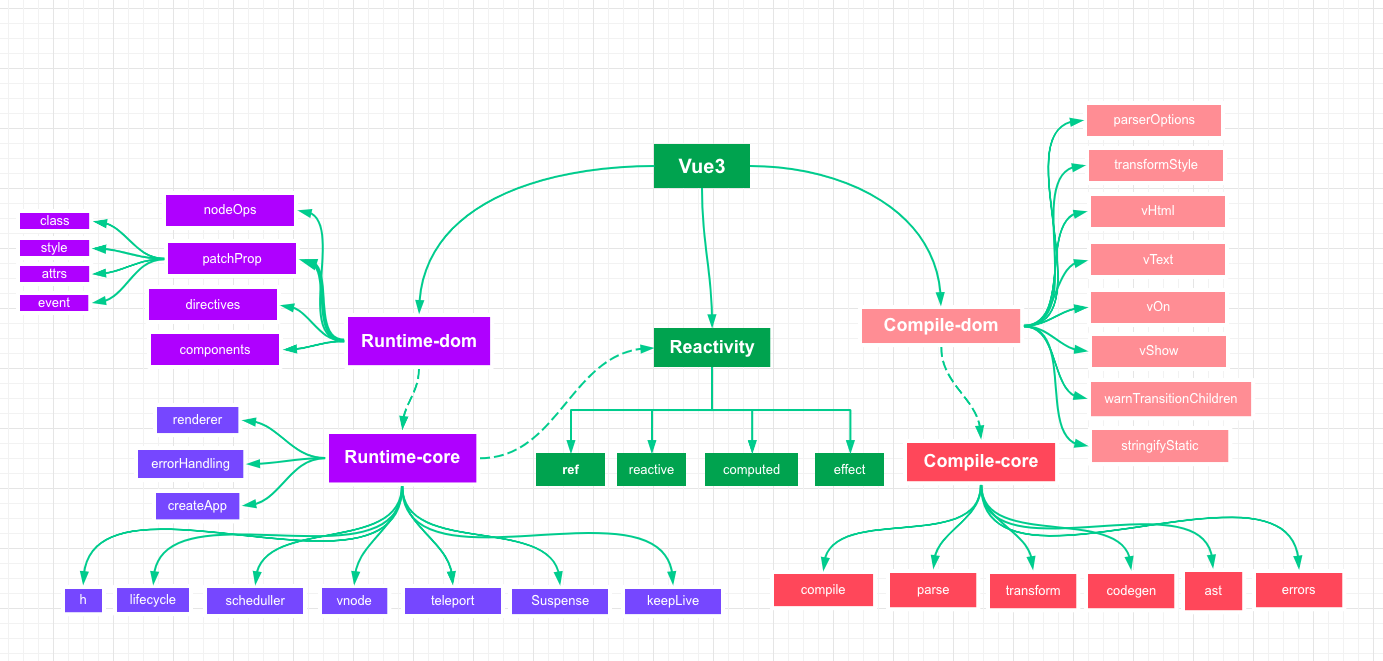 Vue3
Runtime-dom
nodeOps
patchProp
class
style
attrs
event
directives
components
Runtime-core
renderer
errorHandling
createApp
h
lifecycle
scheduller
vnode
teleport
Suspense
keepLive
Reactivity
ref
reactive
computed
effect
Compile-dom
parserOptions
transformStyle
vHtml
vText
vOn
vShow
warnTransitionChildren
stringifyStatic
Compile-core
compile
parse
transform
codegen
ast
errors